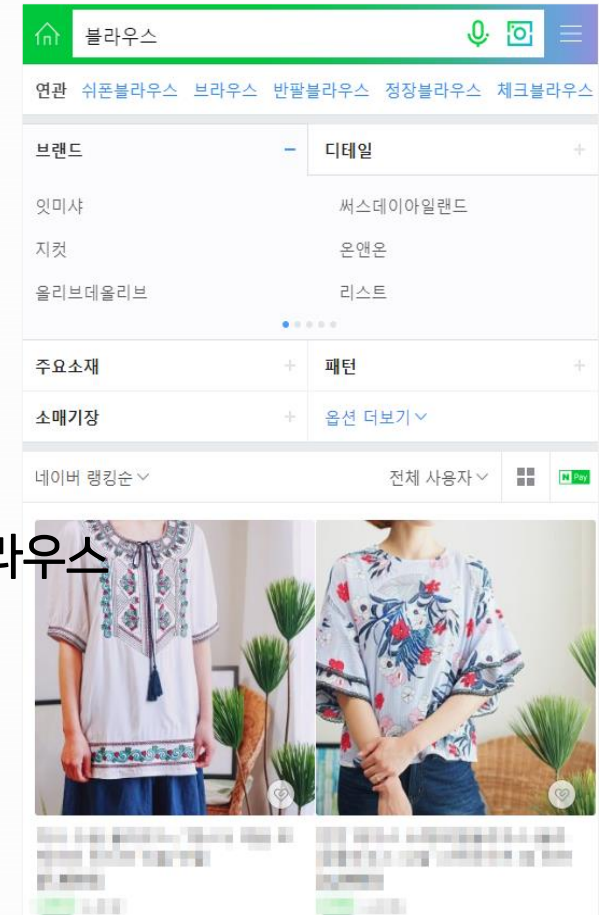 블라우스
연관 쉬폰블라우스 브라우스 반팔블라우스 정장블라우스 체크블라우스
브랜드 디테일
잇미샤 써스데이아일랜드
지컷 온앤온
올리브데올리브 리스트
주요소재 패턴
소매기장 옵션 더보기
네이버 랭킹순 전체 사용자 N Pay
라우스